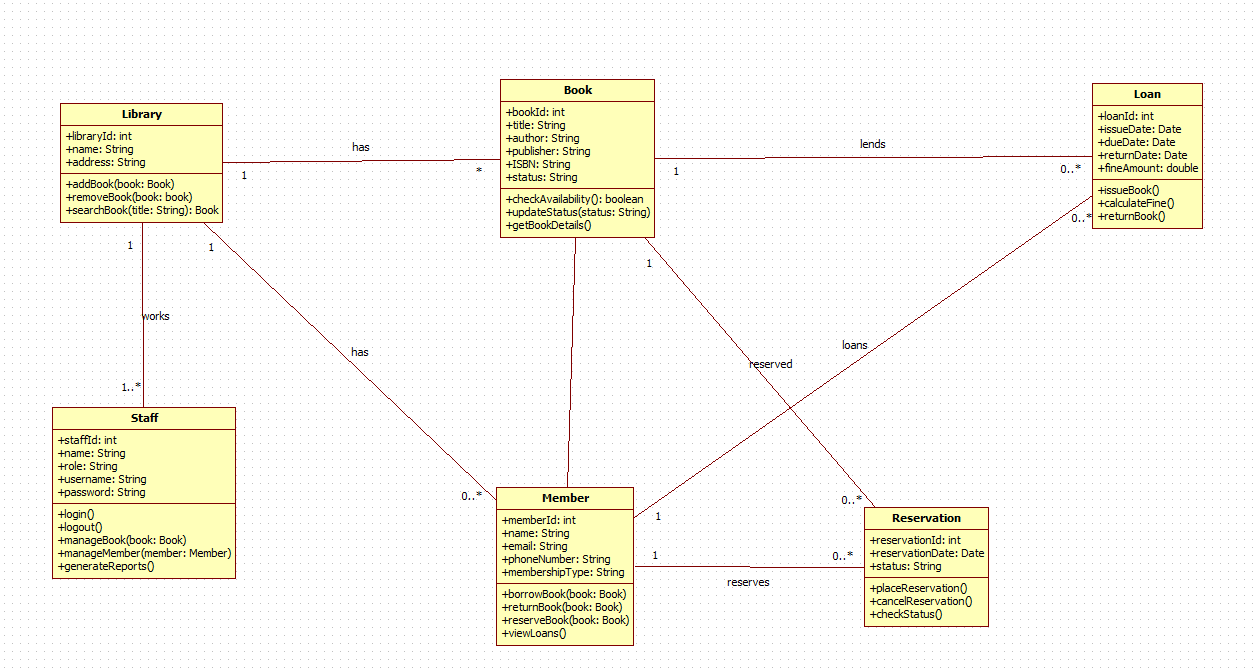 Library
+libraryId: int
+name: String
+address: String
+addBook(book: Book)
+removeBook(book: book)
+searchBook(title: String): Book
has
1
*
Book
+bookId: int
+title: String
+author: String
+publisher: String
+ISBN: String
+status: String
+checkAvailability(): boolean
+updateStatus(status: String)
+getBookDetails()
lends
1
0..*
Loan
+loanId: int
+issueDate: Date
+dueDate: Date
+returnDate: Date
+fineAmount: double
+issueBook()
+calculateFine()
+returnBook()
0..*
1
1
1
works
has
reserved
loans
1..*
0..*
0..*
1
Staff
+staffId: int
+name: String
+role: String
+username: String
+password: String
+login()
+logout()
+manageBook(book: Book)
+manageMember(member: Member)
+generateReports()
Member
+memberId: int
+name: String
+email: String
+phoneNumber: String
+membershipType: String
+borrowBook(book: Book)
+returnBook(book: Book)
+reserveBook(book: Book)
+viewLoans()
1
0..*
reserves
Reservation
+reservationId: int
+reservationDate: Date
+status: String
+placeReservation()
+cancelReservation()
+checkStatus()